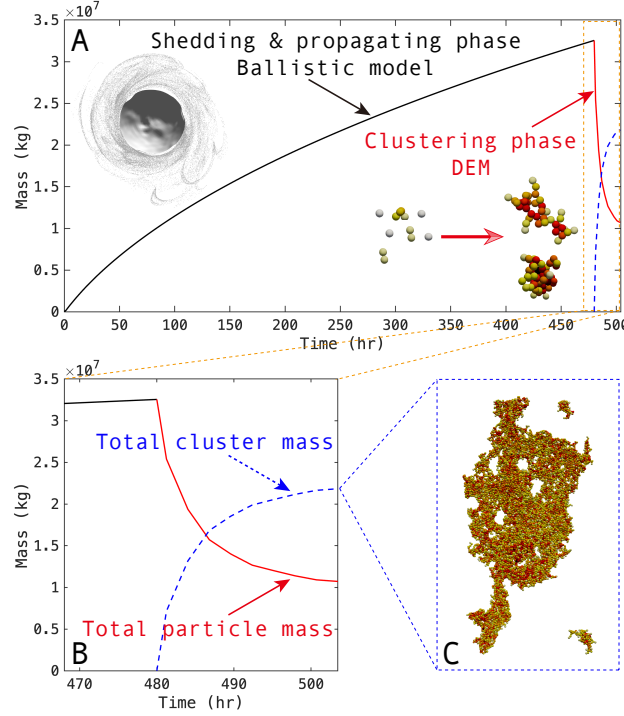 3.5 ×10⁷
A
Shedding & propagating phase
Ballistic model
3
2.5
2
1.5
1
0.5
0
Mass (kg)
Clustering phase
DEM
0 50 100 150 200 250 300 350 400 450 500
Time (hr)
3.5 ×10⁷
3
2.5
2
1.5
1
0.5
0
Mass (kg)
Total cluster mass
Total particle mass
B
C
470 480 490 500
Time (hr)